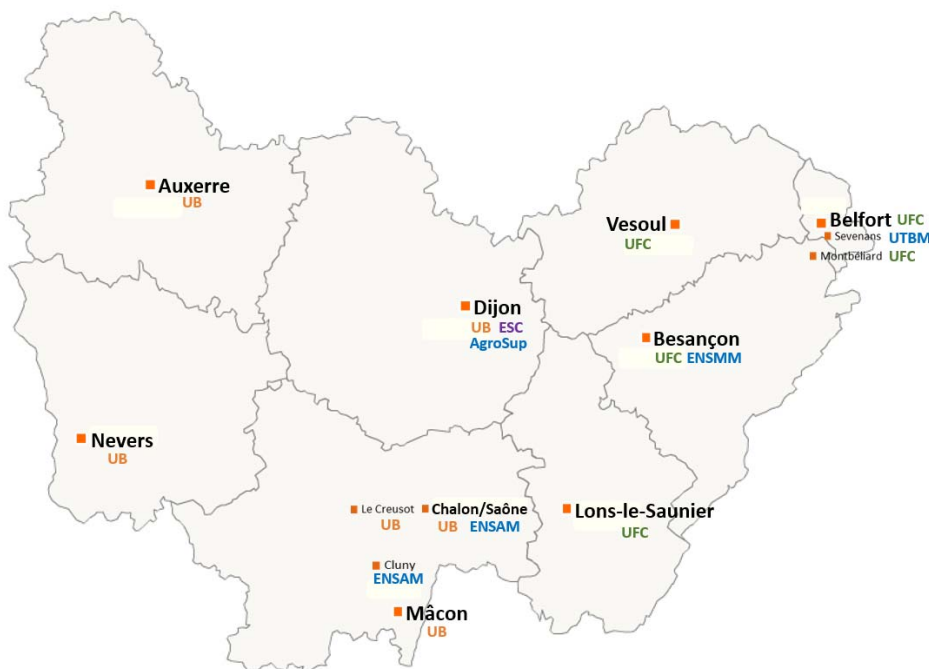 Auxerre
UB
Vesoul
UFC
Belfort UFC
Sevenans UTBM
Montbéliard UFC
Dijon
UB ESC
AgroSup
Besançon
UFC ENSMM
Nevers
UB
Le Creusot
UB
Chalon/Saône
UB ENSAM
Lons-le-Saunier
UFC
Cluny
ENSAM
Mâcon
UB